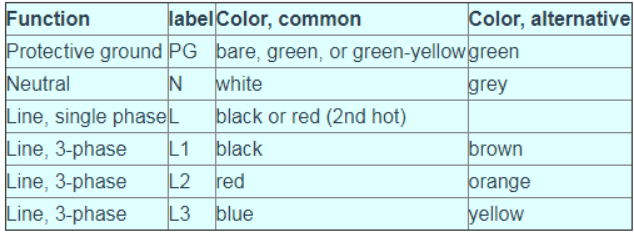 Function label Color, common Color, alternative
Protective ground PG bare, green, or green-yellow green
Neutral N white grey
Line, single phase L black or red (2nd hot)
Line, 3-phase L1 black brown
Line, 3-phase L2 red orange
Line, 3-phase L3 blue yellow